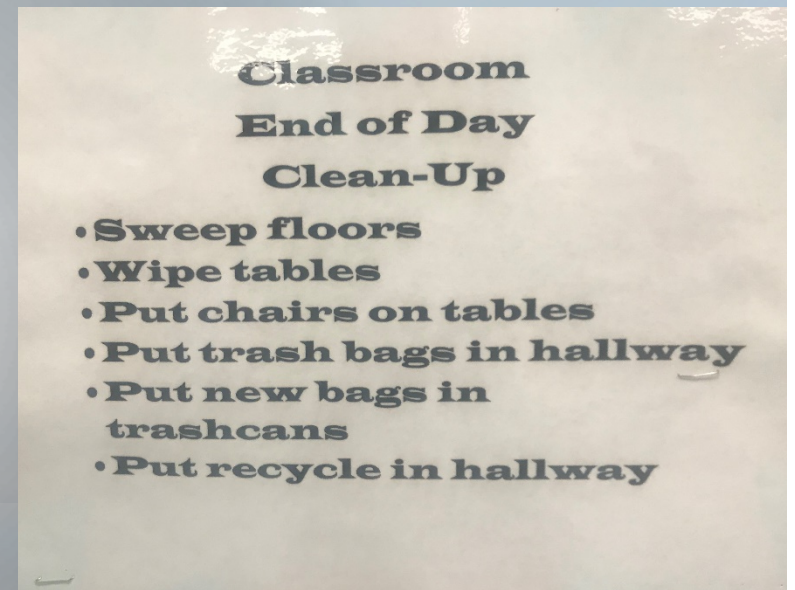 Classroom
End of Day
Clean-Up
•Sweep floors
•Wipe tables
•Put chairs on tables
•Put trash bags in hallway
•Put new bags in
trashcans
•Put recycle in hallway